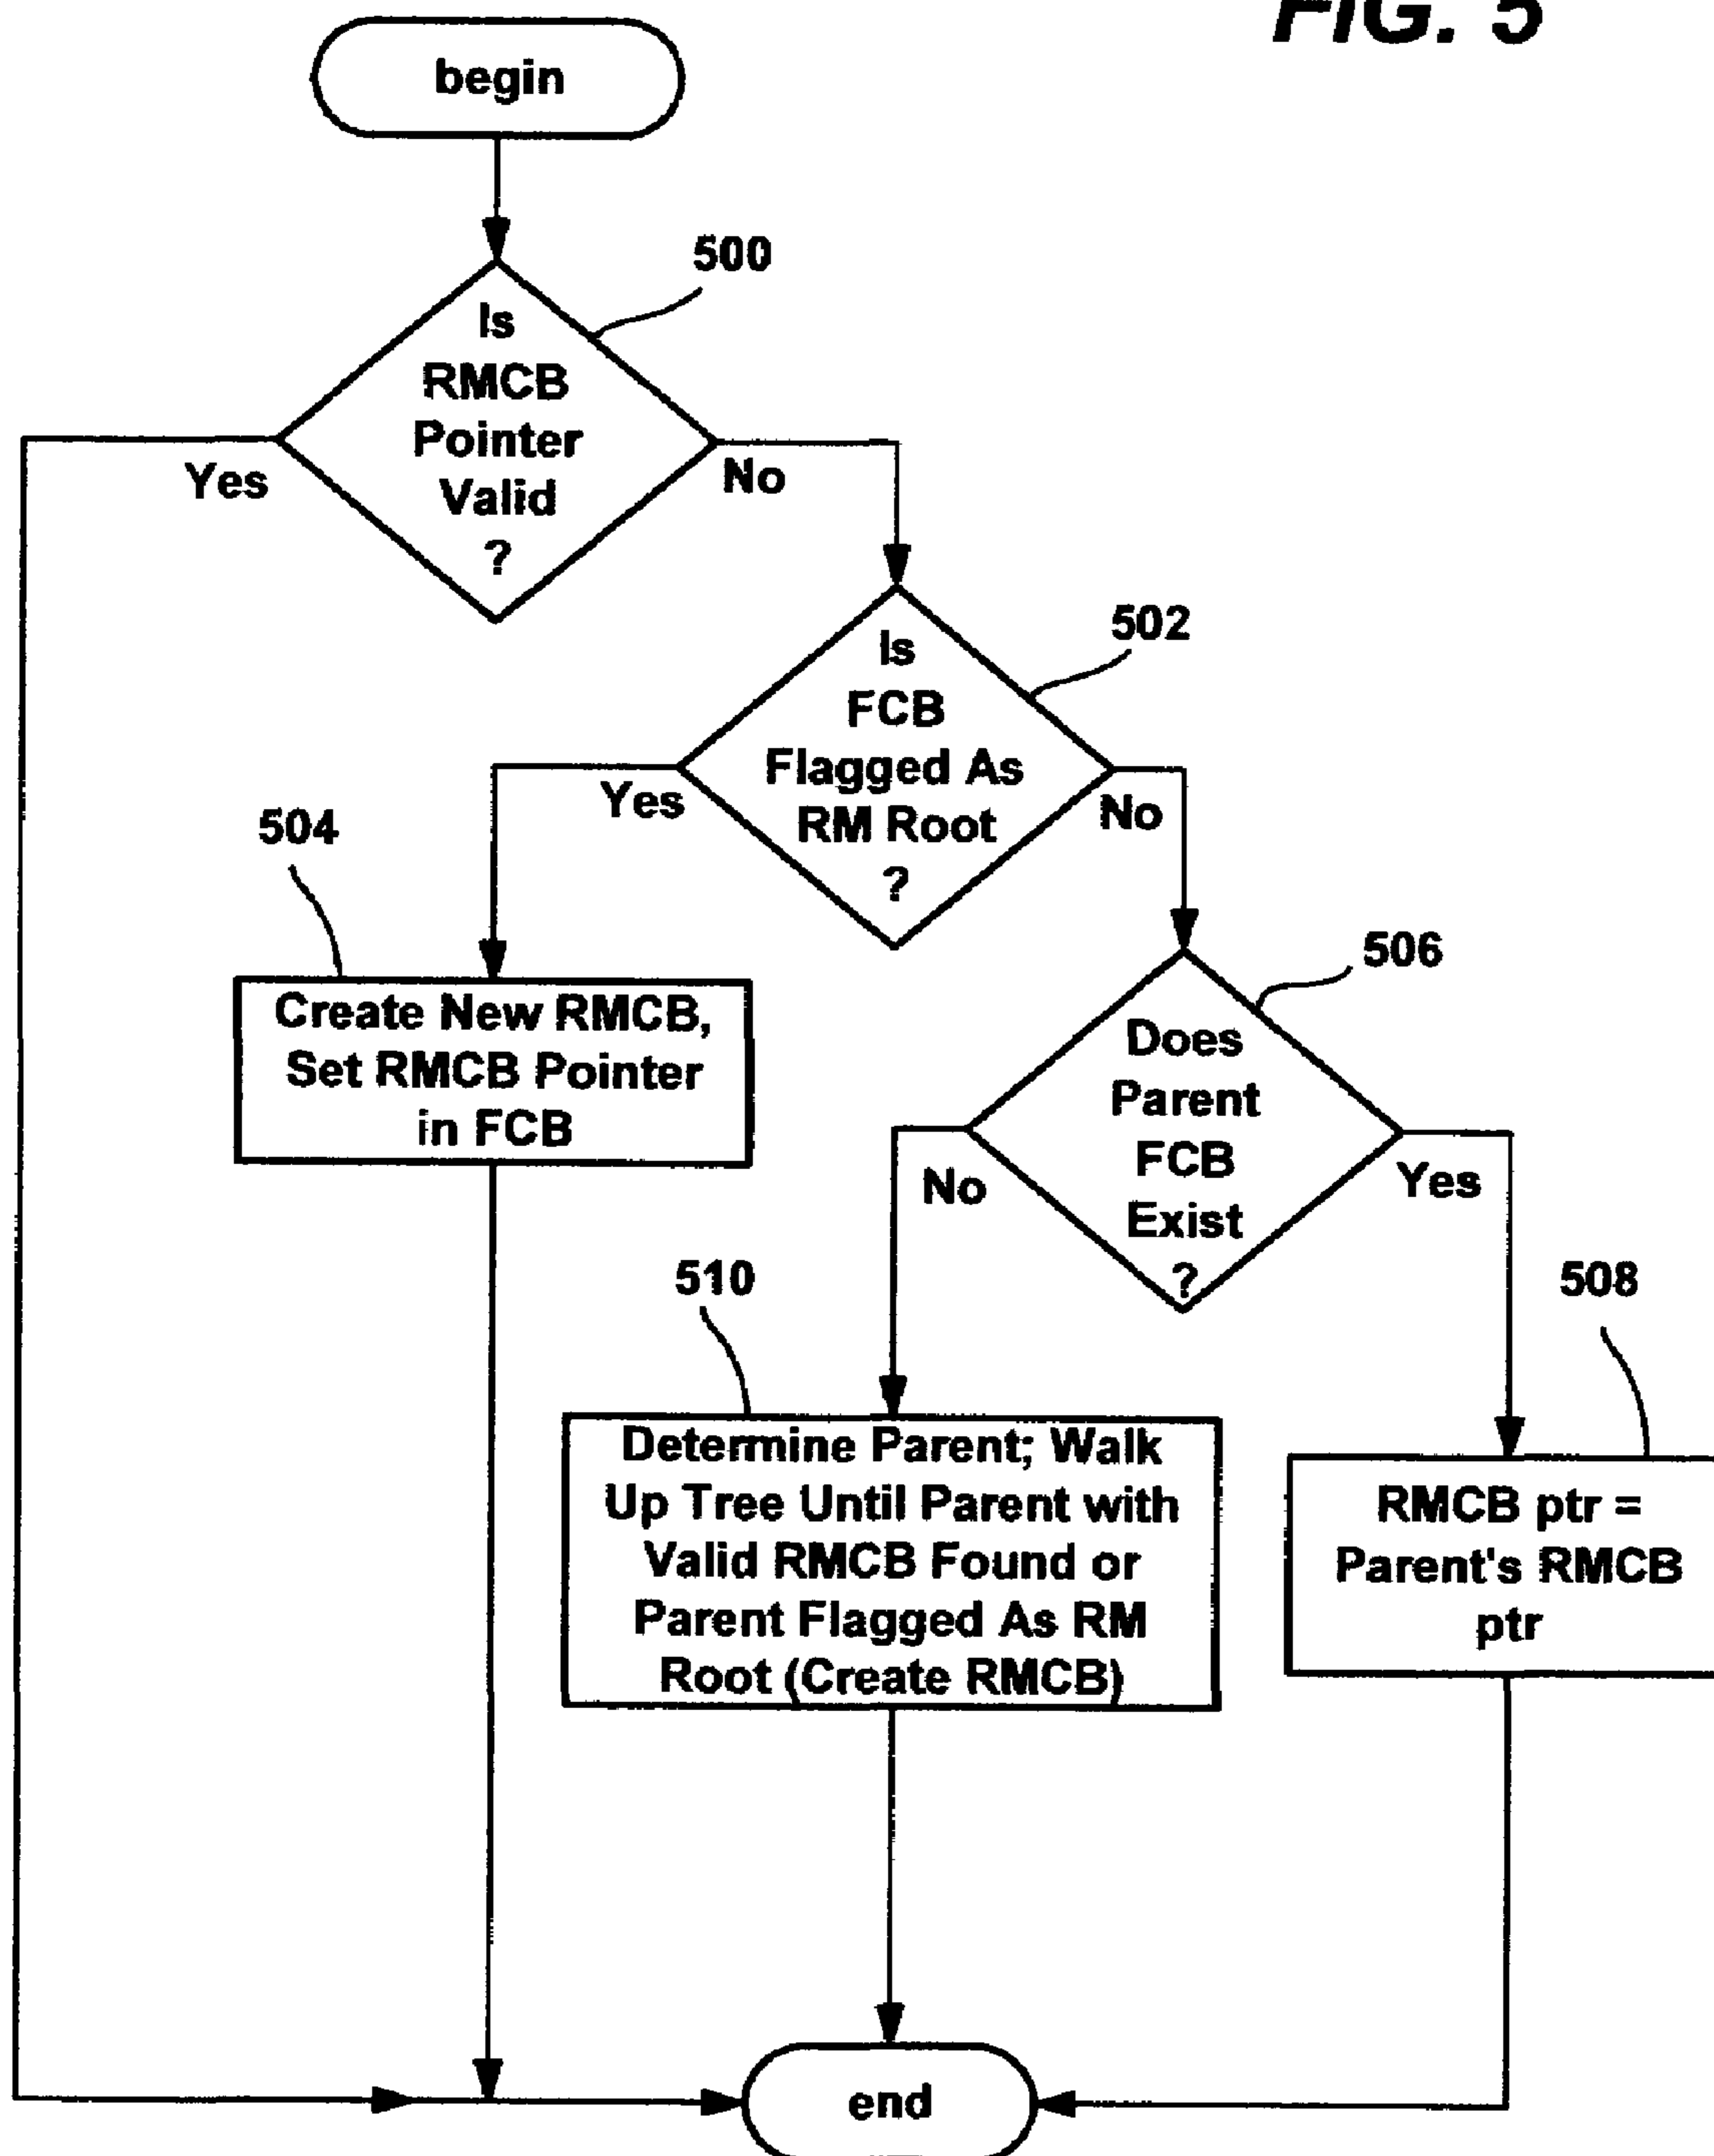 FIG. 5
begin
500
Is
RMCB
Pointer
Valid
?
Yes
No
502
Is
FCB
Flagged As
RM Root
?
Yes
No
504
Create New RMCB,
Set RMCB Pointer
in FCB
506
Does
Parent
FCB
Exist
?
No
Yes
510
Determine Parent; Walk
Up Tree Until Parent with
Valid RMCB Found or
Parent Flagged As RM
Root (Create RMCB)
508
RMCB ptr =
Parent's RMCB
ptr
end